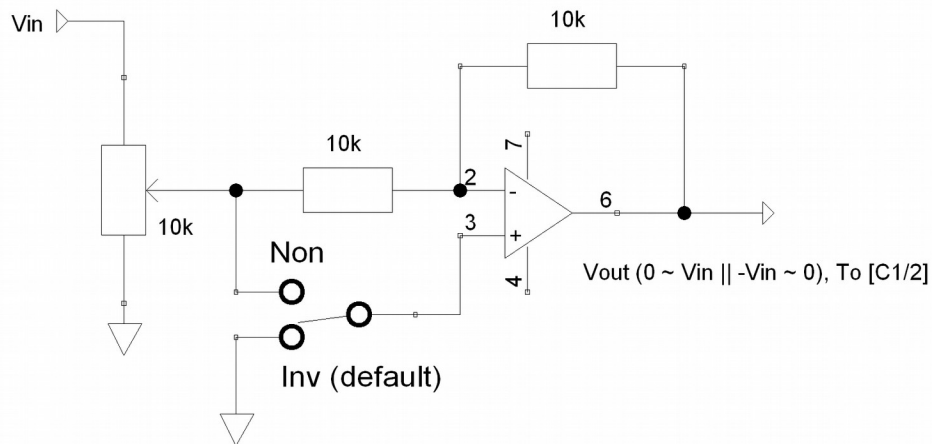 Vin
10k
10k
7
2
6
10k
3
Non
4
Vout (0 ~ Vin || -Vin ~ 0), To [C1/2]
Inv (default)
-
+